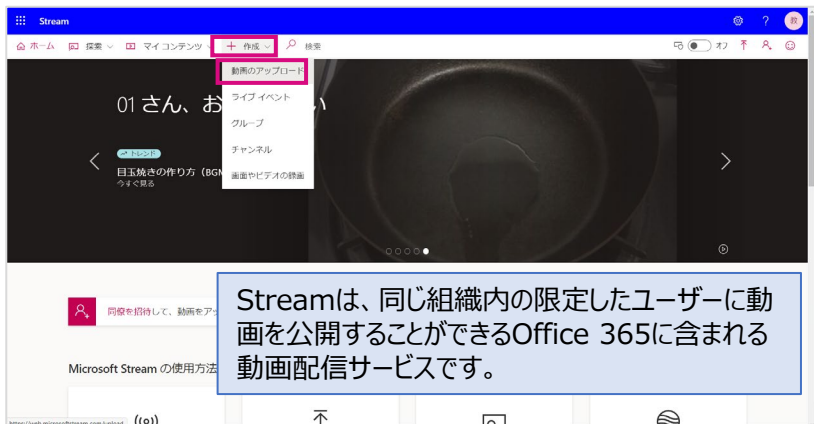 Stream
?
教
ホーム 探索 マイ コンテンツ 作成 検索 オフ
動画のアップロード
ライブ イベント
グループ
チャンネル
画面やビデオの録画
01 さん、お
い
トレンド
目玉焼きの作り方（BGM
今すぐ見る
同僚を招待して、動画をアッ
Streamは、同じ組織内の限定したユーザーに動
画を公開することができるOffice 365に含まれる
動画配信サービスです。
Microsoft Stream の使用方法
https://web.microsoftstream.com/upload